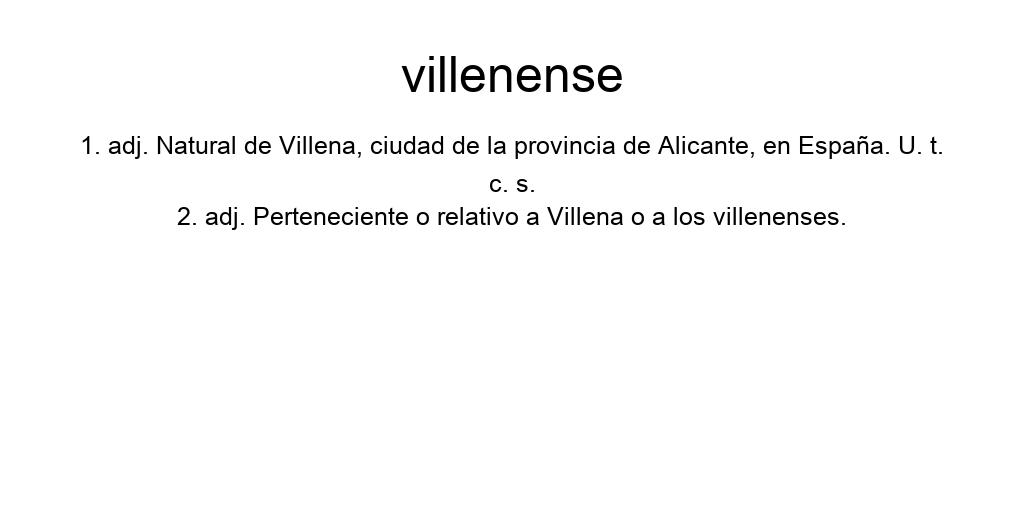 villenense
1. adj. Natural de Villena, ciudad de la provincia de Alicante, en España. U. t.
c. s.
2. adj. Perteneciente o relativo a Villena o a los villenenses.